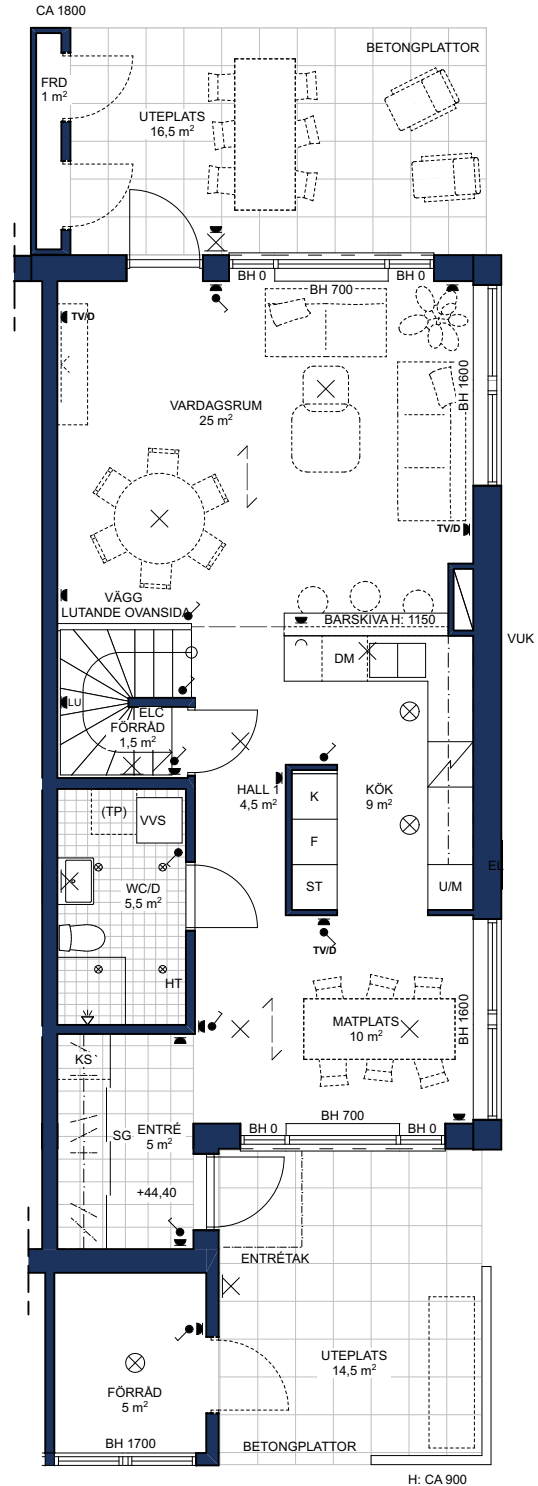 CA 1800
BETONGPLATTOR
FRD
1 m²
UTEPLATS
16,5 m²
BH 0
BH 700
BH 0
TV/D
VARDAGSRUM
25 m²
BH 1600
TV/D
VÄGG
LUTANDE OVANSIDA
BARSKIVA H: 1150
VUK
DM
LU
ELC
FÖRRÅD
1,5 m²
HALL 1
4,5 m²
KÖK
9 m²
K
F
ST
U/M
EL
(TP)
VVS
WC/D
5,5 m²
HT
TV/D
MATPLATS
10 m²
BH 1600
KS
SG
ENTRÉ
5 m²
BH 0
BH 700
BH 0
+44,40
ENTRÉTAK
UTEPLATS
14,5 m²
FÖRRÅD
5 m²
BH 1700
BETONGPLATTOR
H: CA 900